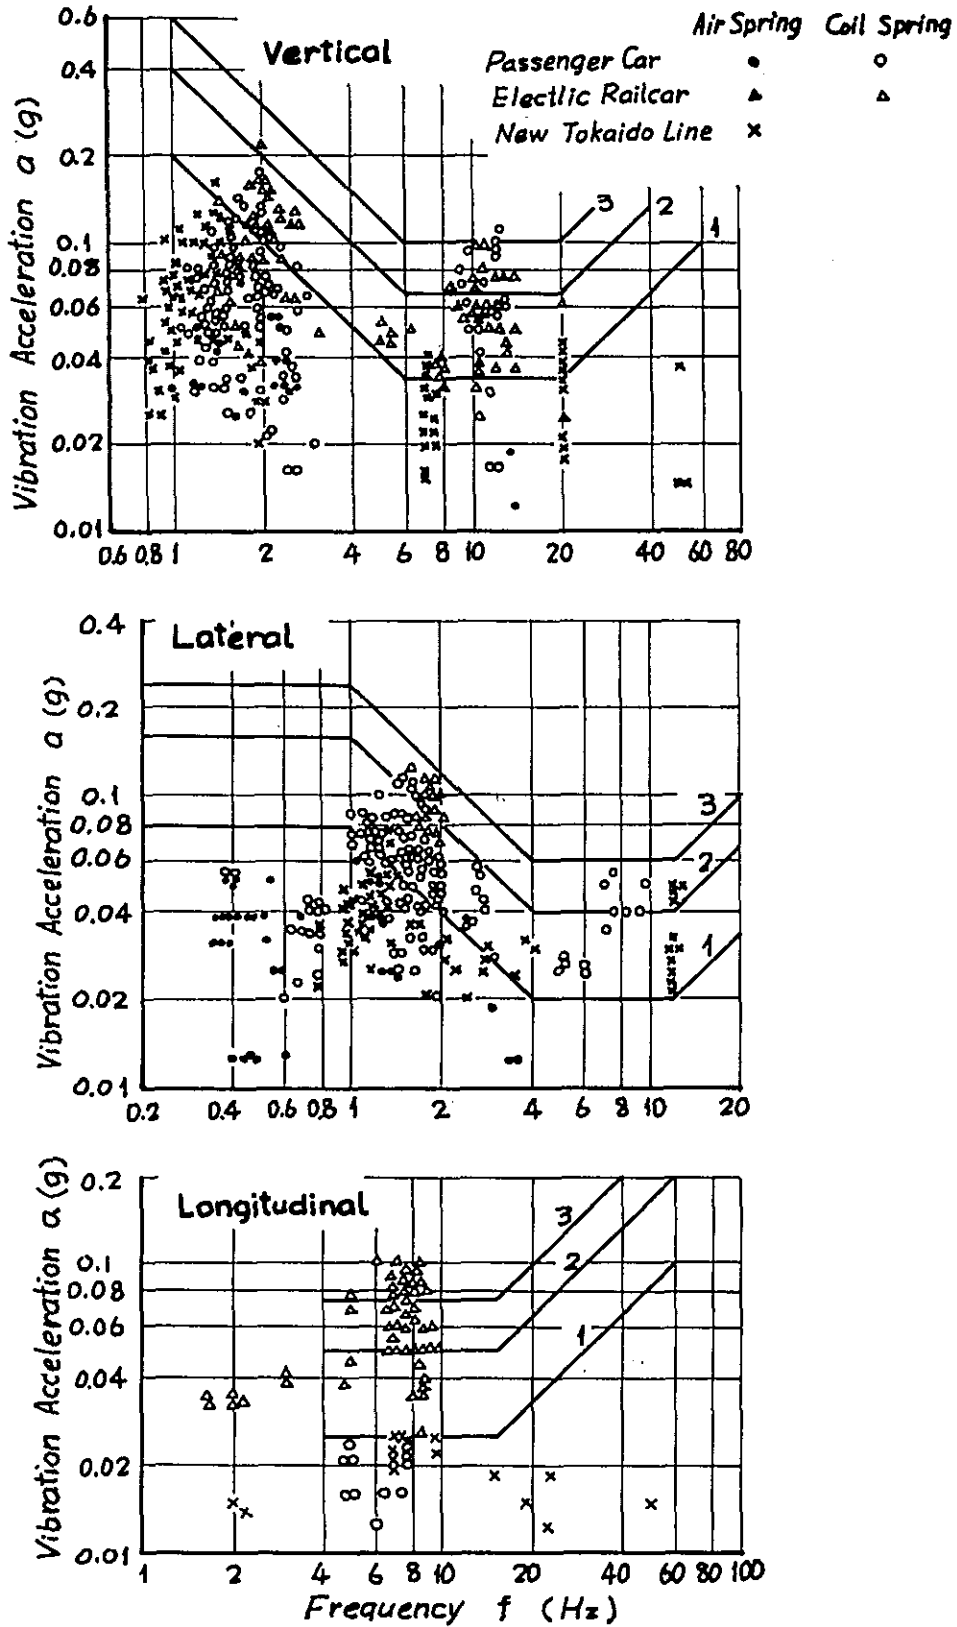 Air Spring Coil Spring
Passenger Car
Electlic Railcar
New Tokaido Line
Vertical
Vibration Acceleration a (g)
0.6
0.4
0.2
0.1
0.08
0.06
0.04
0.02
0.01
3 2 1
0.6 0.8 1 2 4 6 8 10 20 40 60 80
Lateral
Vibration Acceleration a (g)
0.4
0.2
0.1
0.08
0.06
0.04
0.02
0.01
3
2
1
0.2 0.4 0.6 0.8 1 2 4 6 8 10 20
Longitudinal
Vibration Acceleration a (g)
0.2
0.1
0.08
0.06
0.04
0.02
0.01
3
2
1
1 2 4 6 8 10 20 40 60 80 100
Frequency f (Hz)